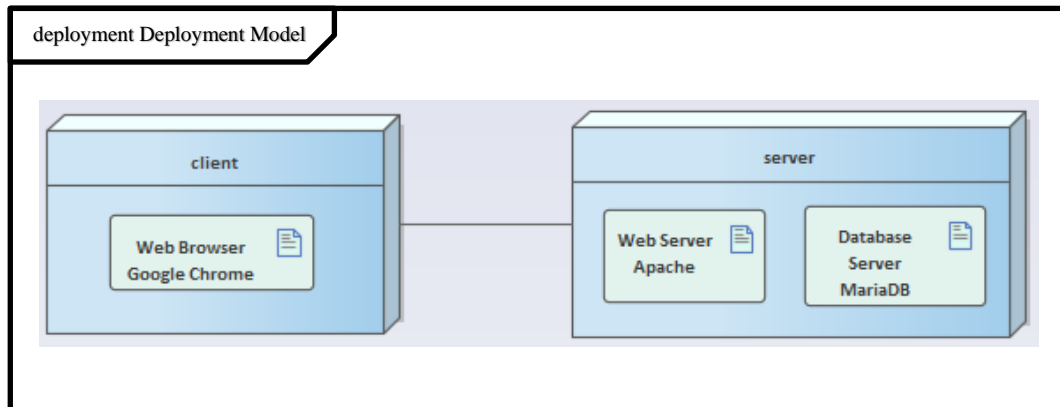 deployment Deployment Model
client
server
Web Browser
Google Chrome
Web Server
Apache
Database
Server
MariaDB